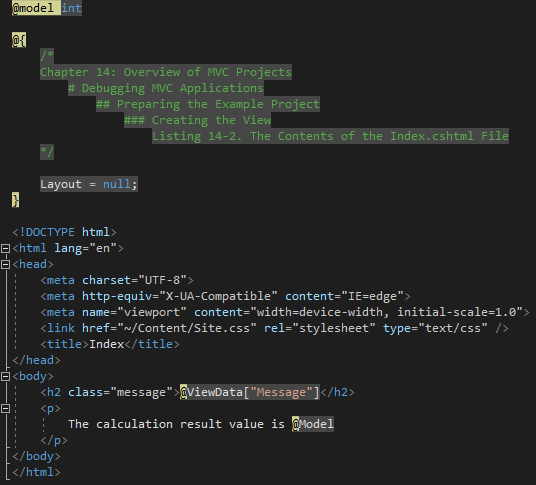 @model int
@{
/*
Chapter 14: Overview of MVC Projects
# Debugging MVC Applications
## Preparing the Example Project
### Creating the View
Listing 14-2. The Contents of the Index.cshtml File
*/
Layout = null;
}
<!DOCTYPE html>
<html lang="en">
<head>
<meta charset="UTF-8">
<meta http-equiv="X-UA-Compatible" content="IE=edge">
<meta name="viewport" content="width=device-width, initial-scale=1.0">
<link href="~/Content/Site.css" rel="stylesheet" type="text/css" />
<title>Index</title>
</head>
<body>
<h2 class="message">@ViewData["Message"]</h2>
<p>
The calculation result value is @Model
</p>
</body>
</html>